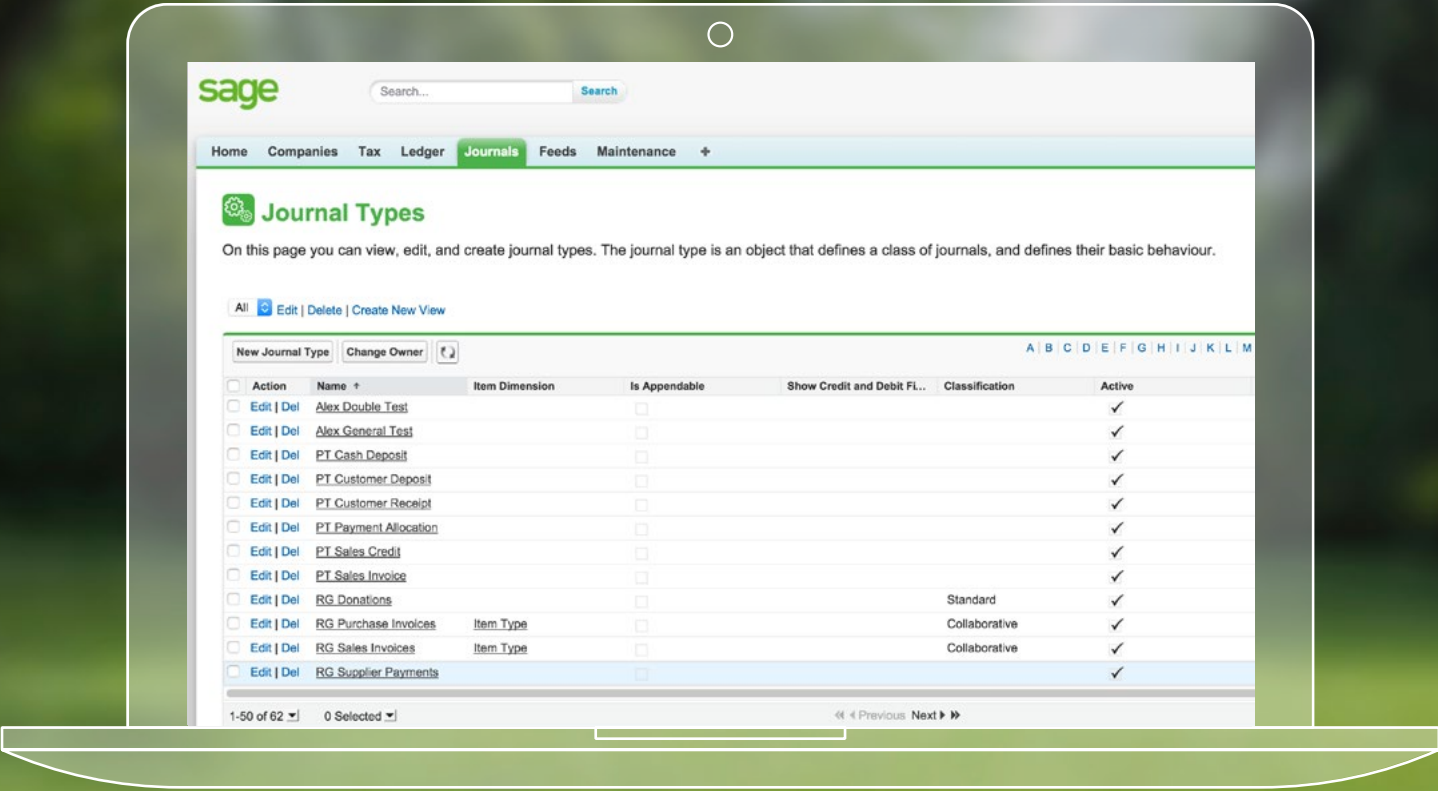 sage
Search...
Search
Home Companies Tax Ledger Journals Feeds Maintenance +
Journal Types
On this page you can view, edit, and create journal types. The journal type is an object that defines a class of journals, and defines their basic behaviour.
All Edit | Delete | Create New View
New Journal Type Change Owner A | B | C | D | E | F | G | H | I | J | K | L | M
Action Name ↑ Item Dimension Is Appendable Show Credit and Debit Fi... Classification Active
Edit | Del Alex Double Test ✓
Edit | Del Alex General Test ✓
Edit | Del PT Cash Deposit ✓
Edit | Del PT Customer Deposit ✓
Edit | Del PT Customer Receipt ✓
Edit | Del PT Payment Allocation ✓
Edit | Del PT Sales Credit ✓
Edit | Del PT Sales Invoice ✓
Edit | Del RG Donations Standard ✓
Edit | Del RG Purchase Invoices Item Type Collaborative ✓
Edit | Del RG Sales Invoices Item Type Collaborative ✓
Edit | Del RG Supplier Payments ✓
1-50 of 62 0 Selected Previous Next